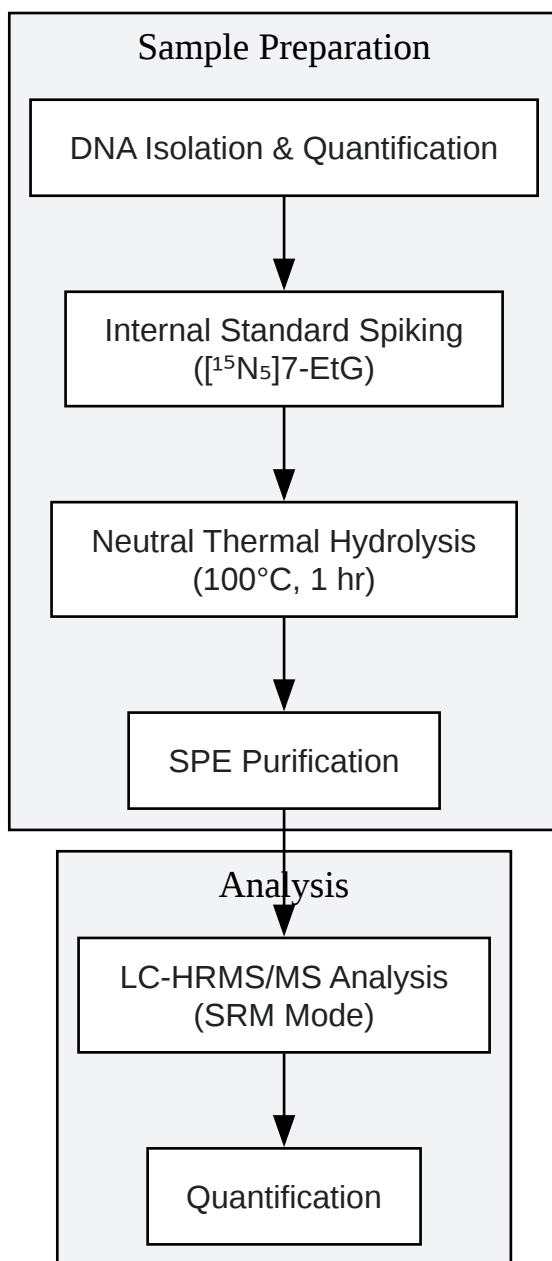 Sample Preparation
DNA Isolation & Quantification
Internal Standard Spiking
([¹⁵N₅]7-EtG)
Neutral Thermal Hydrolysis
(100°C, 1 hr)
SPE Purification
Analysis
LC-HRMS/MS Analysis
(SRM Mode)
Quantification